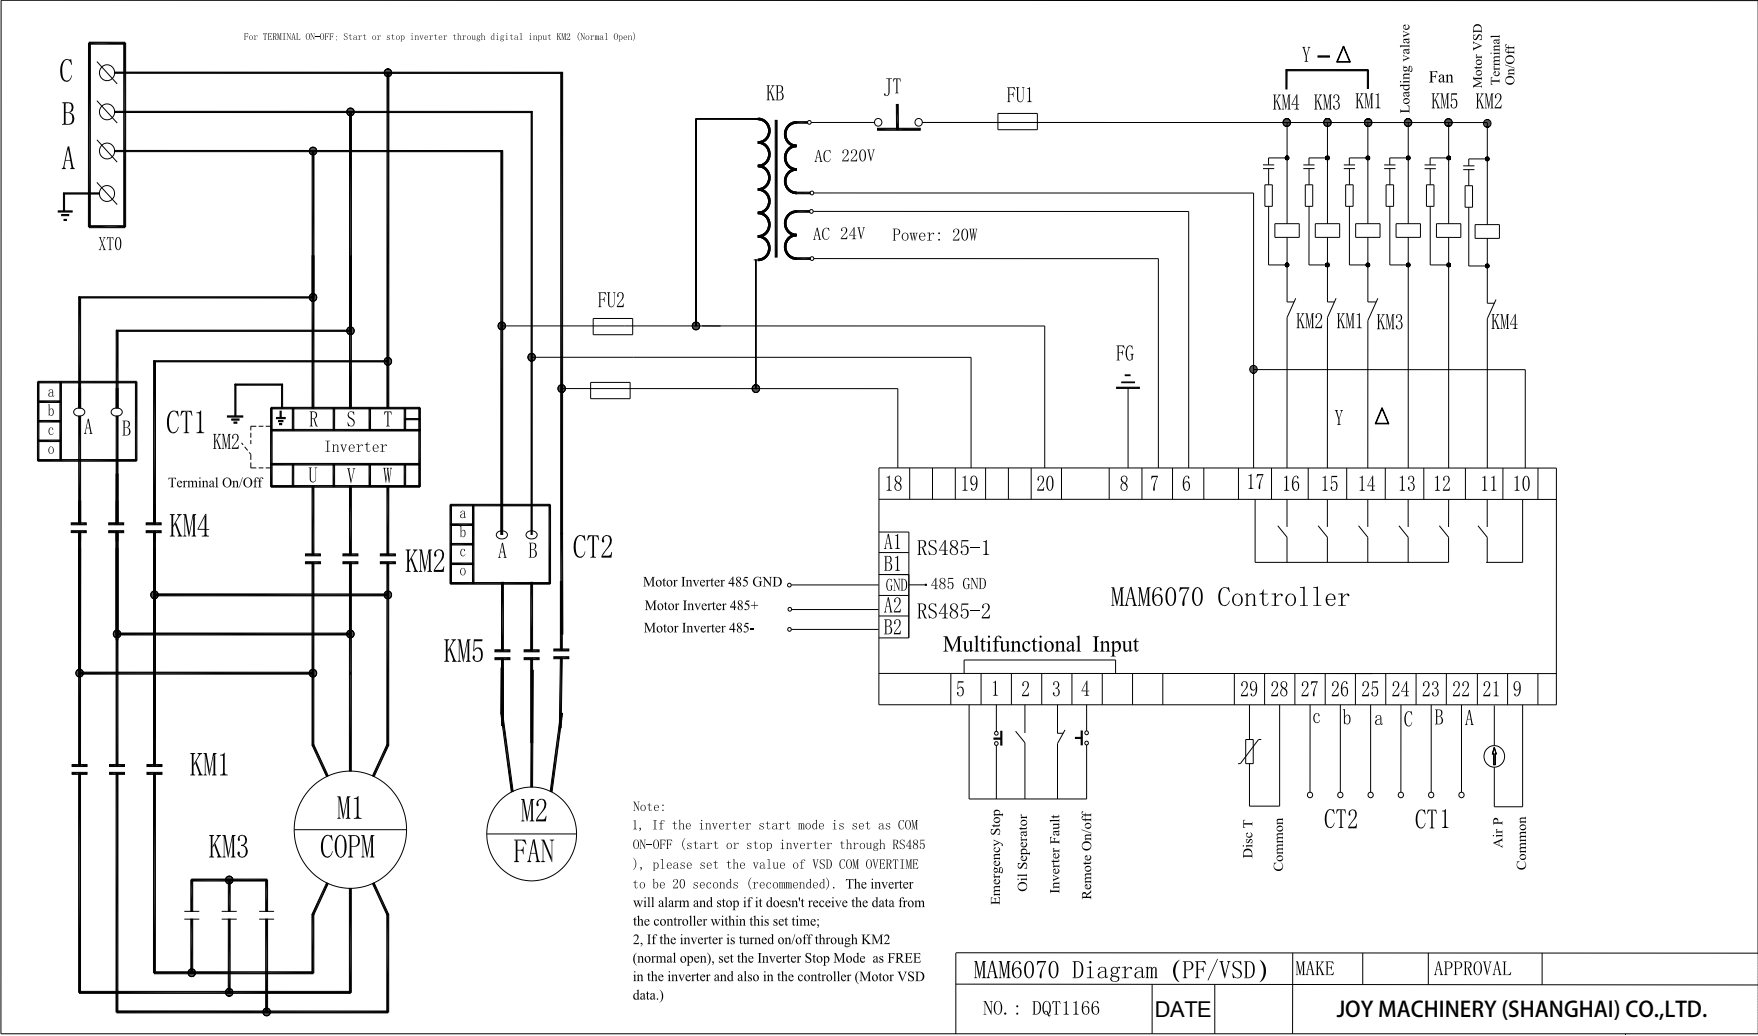 For TERMINAL ON-OFF: Start or stop inverter through digital input KM2 (Normal Open)
C
B
A
XT0
KB
JT
FU1
AC 220V
AC 24V Power: 20W
Y - Δ
KM4 KM3 KM1
Loading valave
Fan
KM5
Motor VSD
Terminal
On/Off
KM2
KM2 KM1 KM3 KM4
Y Δ
FU2
FG
a
b
c
o
A B
CT1
KM2
Terminal On/Off
R S T
Inverter
U V W
KM4
KM2
a
b
c
o
A B
CT2
KM5
KM1
KM3
M1
COPM
M2
FAN
18 19 20 8 7 6 17 16 15 14 13 12 11 10
A1
B1
GND
A2
B2
RS485-1
485 GND
RS485-2
Motor Inverter 485 GND
Motor Inverter 485+
Motor Inverter 485-
MAM6070 Controller
Multifunctional Input
5 1 2 3 4 29 28 27 26 25 24 23 22 21 9
c b a C B A
Emergency Stop
Oil Seperator
Inverter Fault
Remote On/off
Disc T
Common
CT2
CT1
Air P
Common
Note:
1, If the inverter start mode is set as COM
ON-OFF (start or stop inverter through RS485
), please set the value of VSD COM OVERTIME
to be 20 seconds (recommended). The inverter
will alarm and stop if it doesn't receive the data from
the controller within this set time;
2, If the inverter is turned on/off through KM2
(normal open), set the Inverter Stop Mode as FREE
in the inverter and also in the controller (Motor VSD
data.)
MAM6070 Diagram (PF/VSD) MAKE APPROVAL
NO.: DQT1166 DATE JOY MACHINERY (SHANGHAI) CO.,LTD.